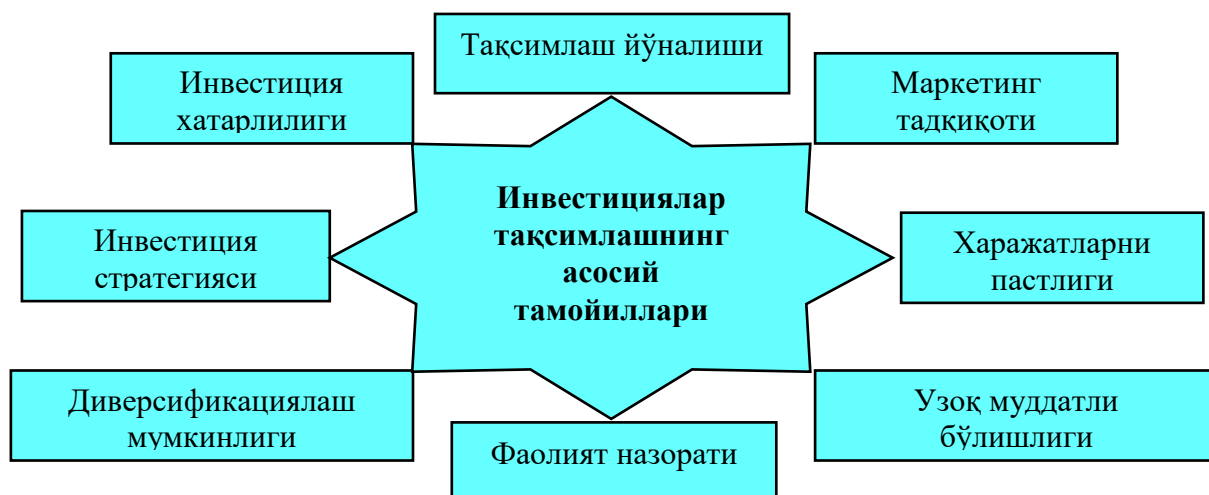 Тақсимлаш йўналиши
Инвестиция
хатарлилиги
Маркетинг
тадқиқоти
Инвестициялар
тақсимлашнинг
асосий
тамойиллари
Инвестиция
стратегияси
Харажатларни
пастлиги
Диверсификациялаш
мумкинлиги
Узоқ муддатли
бўлишлиги
Фаолият назорати